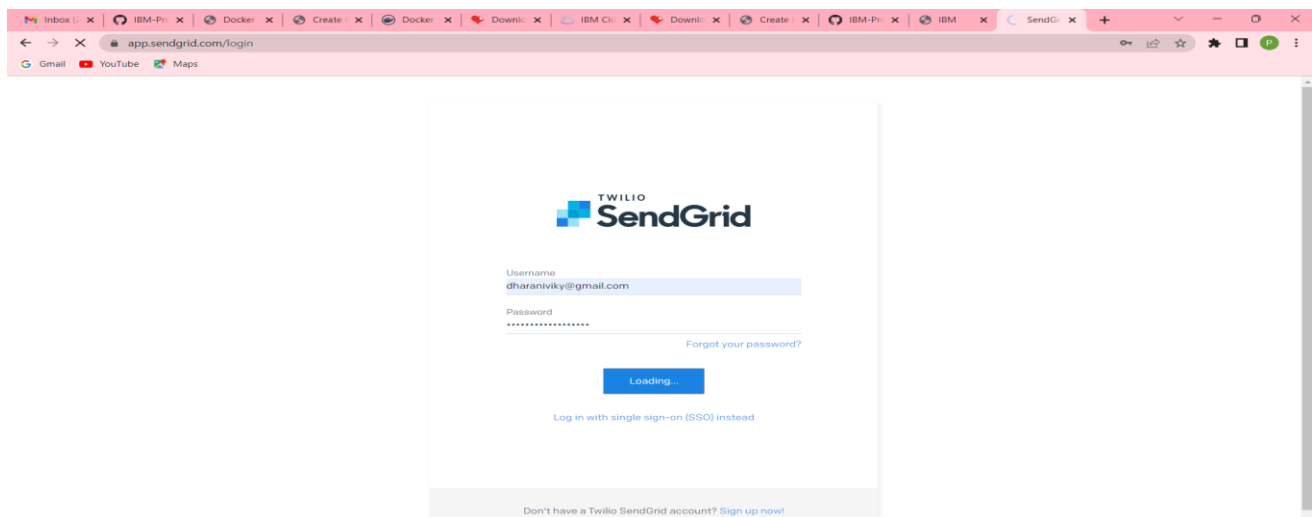 Inbox (2 IBM-Pr Docker Create Docker Downlo IBM Clo Downlo Create IBM-Pr IBM SendGr
app.sendgrid.com/login
P
Gmail YouTube Maps
TWILIO
SendGrid
Username
dharaniviky@gmail.com
Password
••••••••••••••••••
Forgot your password?
Loading...
Log in with single sign-on (SSO) instead
Don't have a Twilio SendGrid account? Sign up now!